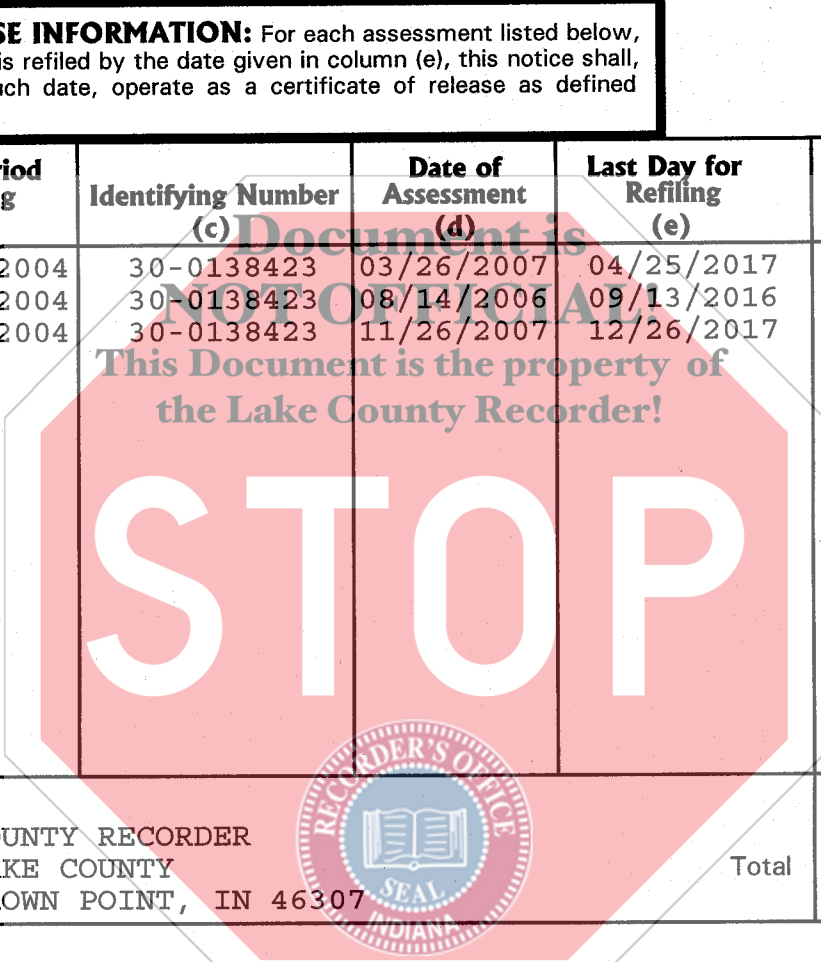 SE INFORMATION: For each assessment listed below,
is refiled by the date given in column (e), this notice shall,
uch date, operate as a certificate of release as defined
iod Identifying Number Date of Last Day for
g (c) Assessment Refiling
(d) (e)
Document is
2004 30-0138423 03/26/2007 04/25/2017
2004 30-0138423 08/14/2006 09/13/2016
NOT OFFICIAL!
2004 30-0138423 11/26/2007 12/26/2017
This Document is the property of
the Lake County Recorder!
STOP
RECORDER'S OFFICE
SEAL
INDIANA
OUNTY RECORDER
AKE COUNTY Total
OWN POINT, IN 46307